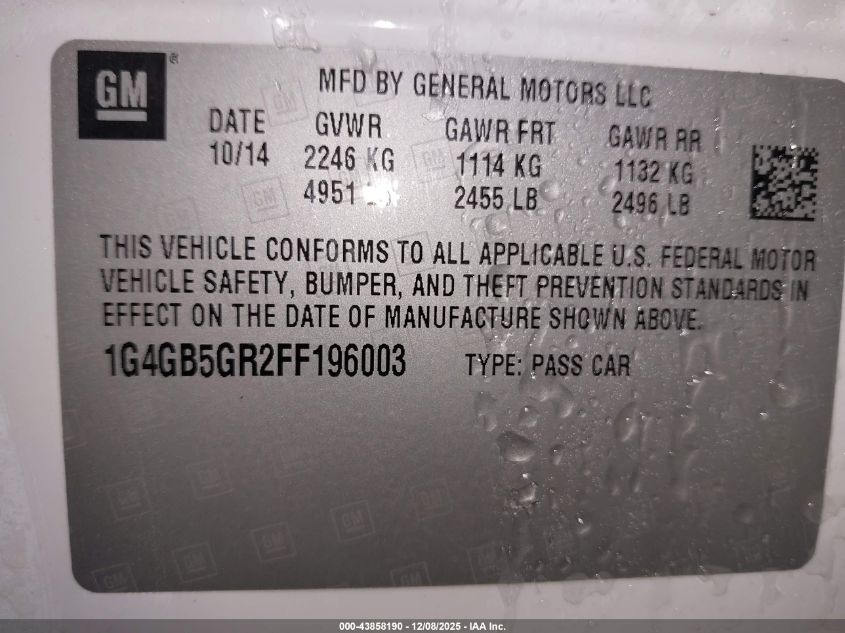 GM
MFD BY GENERAL MOTORS LLC
DATE GVWR GAWR FRT GAWR RR
10/14 2246 KG 1114 KG 1132 KG
4951 2455 LB 2496 LB
THIS VEHICLE CONFORMS TO ALL APPLICABLE U.S. FEDERAL MOTOR
VEHICLE SAFETY, BUMPER, AND THEFT PREVENTION STANDARDS IN
EFFECT ON THE DATE OF MANUFACTURE SHOWN ABOVE.
1G4GB5GR2FF196003 TYPE: PASS CAR
000-43858190 - 12/08/2025 - IAA Inc.